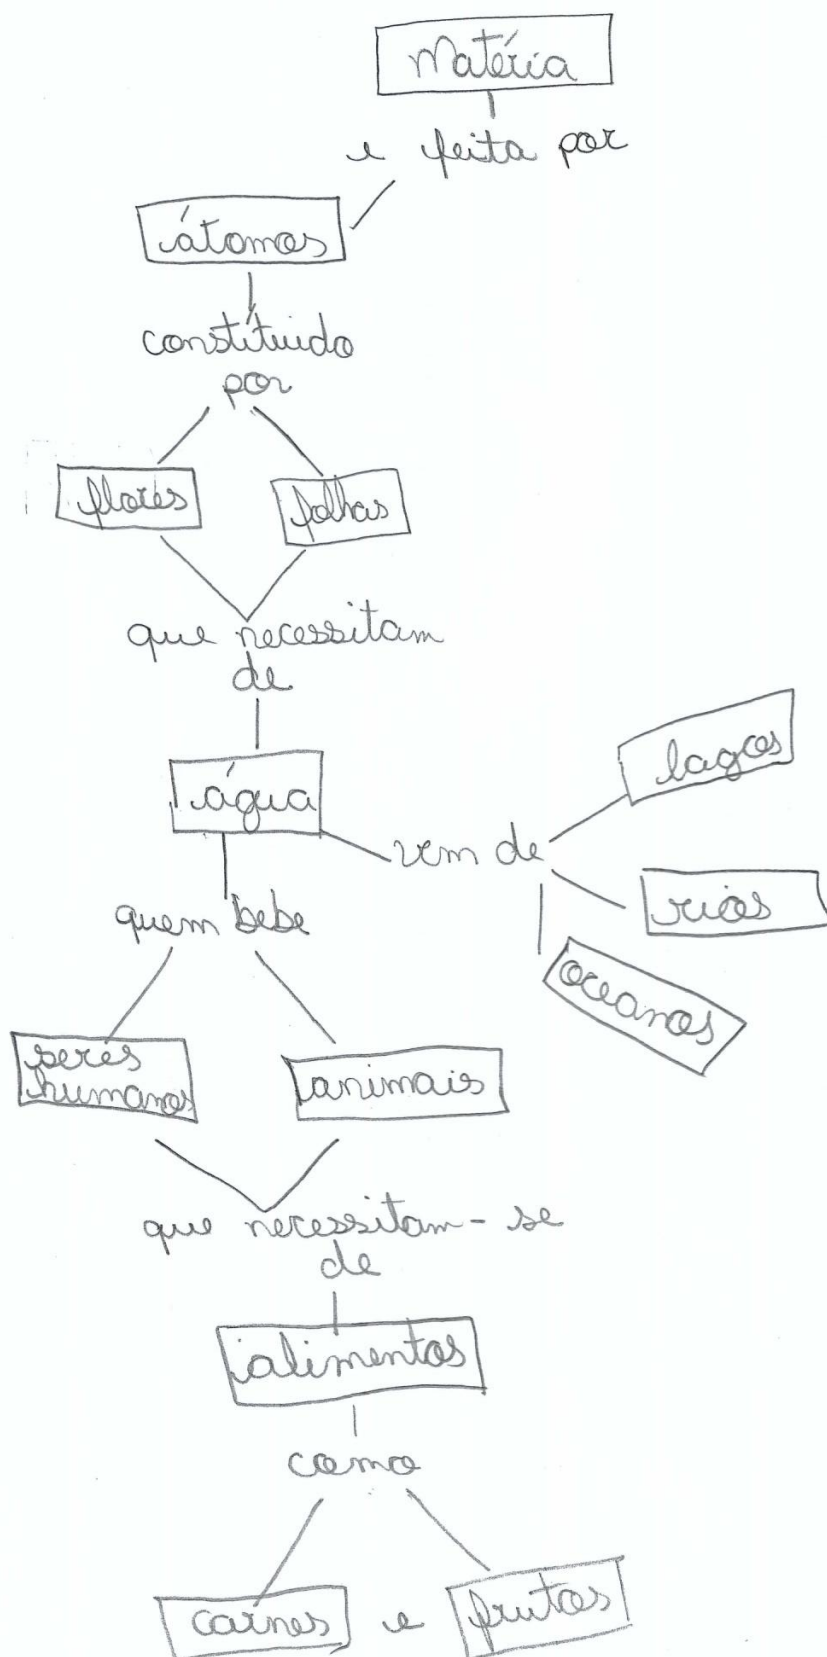 Matéria
e feita por
átomos
constítuido
por
flores
folhas
que necessitam
de
água
vem de
lagos
rios
oceanos
quem bebe
seres
humanos
animais
que necessitam-se
de
alimentos
como
carnes e frutas